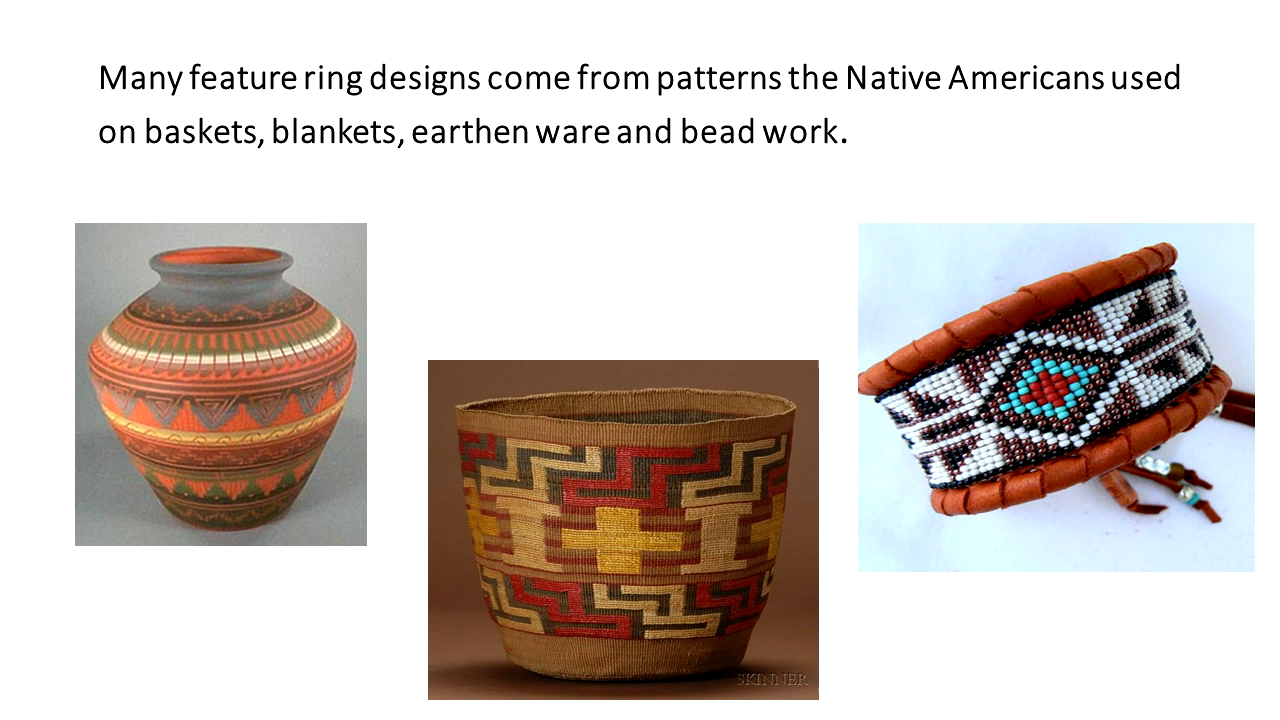 Many feature ring designs come from patterns the Native Americans used
on baskets, blankets, earthen ware and bead work.
SKINNER